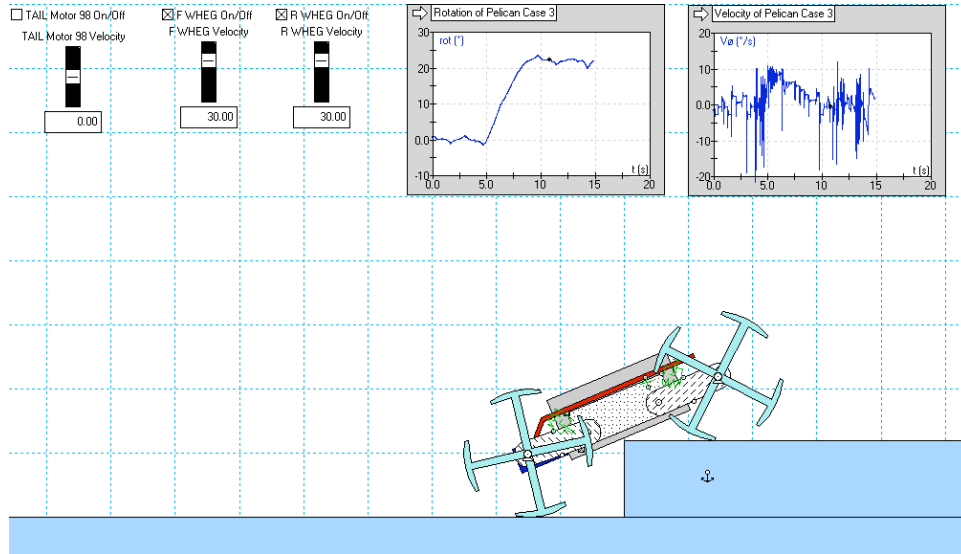 TAIL Motor 98 On/Off
F WHEG On/Off
R WHEG On/Off
TAIL Motor 98 Velocity
F WHEG Velocity
R WHEG Velocity
0.00
30.00
30.00
Rotation of Pelican Case 3
rot (°)
30
20
10
0.0
-10
0.0
5.0
10
15
20
t (s)
Velocity of Pelican Case 3
Vø (°/s)
20
10
0.0
-10
-20
0.0
5.0
10
15
20
t (s)